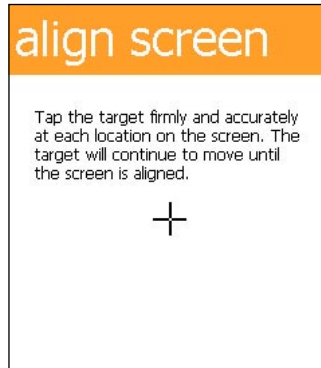 align screen
Tap the target firmly and accurately
at each location on the screen. The
target will continue to move until
the screen is aligned.